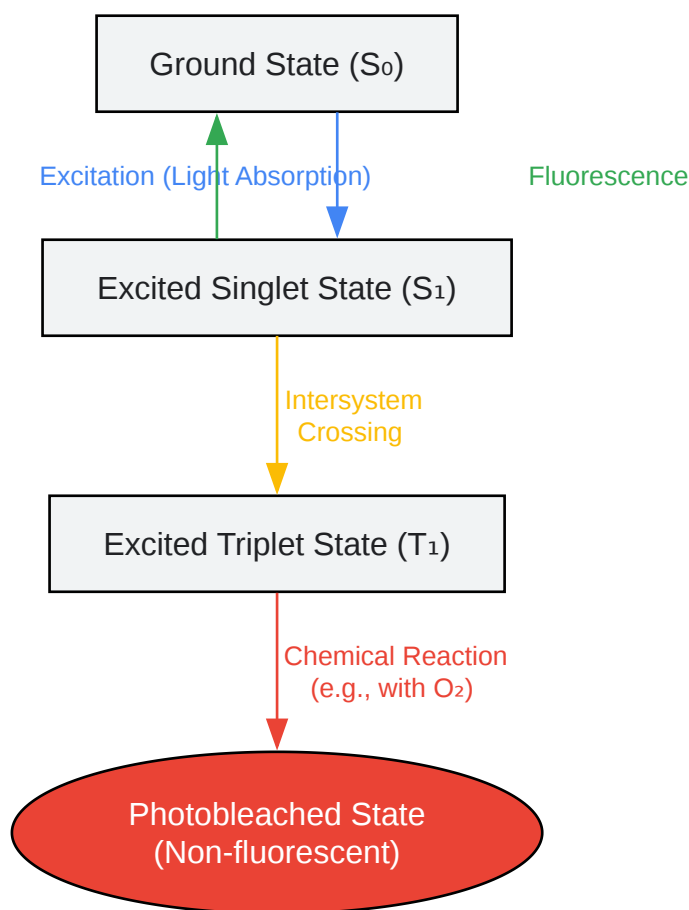 Ground State (S₀)
Excitation (Light Absorption)
Fluorescence
Excited Singlet State (S₁)
Intersystem
Crossing
Excited Triplet State (T₁)
Chemical Reaction
(e.g., with O₂)
Photobleached State
(Non-fluorescent)